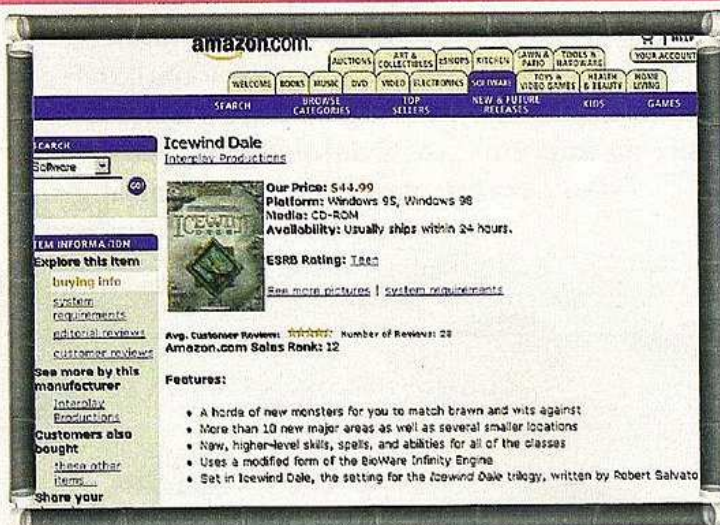 amazon.com.
HELP
YOUR ACCOUNT
AUCTIONS
ART & COLLECTIBLES
zSHOPS
KITCHEN
LAWN & PATIO
TOOLS & HARDWARE
WELCOME
BOOKS
MUSIC
DVD
VIDEO
ELECTRONICS
SOFTWARE
TOYS & VIDEO GAMES
HEALTH & BEAUTY
HOME LIVING
SEARCH
BROWSE CATEGORIES
TOP SELLERS
NEW & FUTURE RELEASES
KIDS
GAMES
EARCH
Software
GO!
TEM INFORMATION
Explore this item
buying info
system
requirements
editorial reviews
customer reviews
See more by this
manufacturer
Interplay
Productions
Customers also
bought
these other
items...
Share your
Icewind Dale
Interplay Productions
ICEWIND
Our Price: $44.99
Platform: Windows 95, Windows 98
Media: CD-ROM
Availability: Usually ships within 24 hours.
ESRB Rating: Teen
See more pictures | system requirements
Avg. Customer Review: Number of Reviews: 28
Amazon.com Sales Rank: 12
Features:
• A horde of new monsters for you to match brawn and wits against
• More than 10 new major areas as well as several smaller locations
• New, higher-level skills, spells, and abilities for all of the classes
• Uses a modified form of the BioWare Infinity Engine
• Set in Icewind Dale, the setting for the Icewind Dale trilogy, written by Robert Salvato